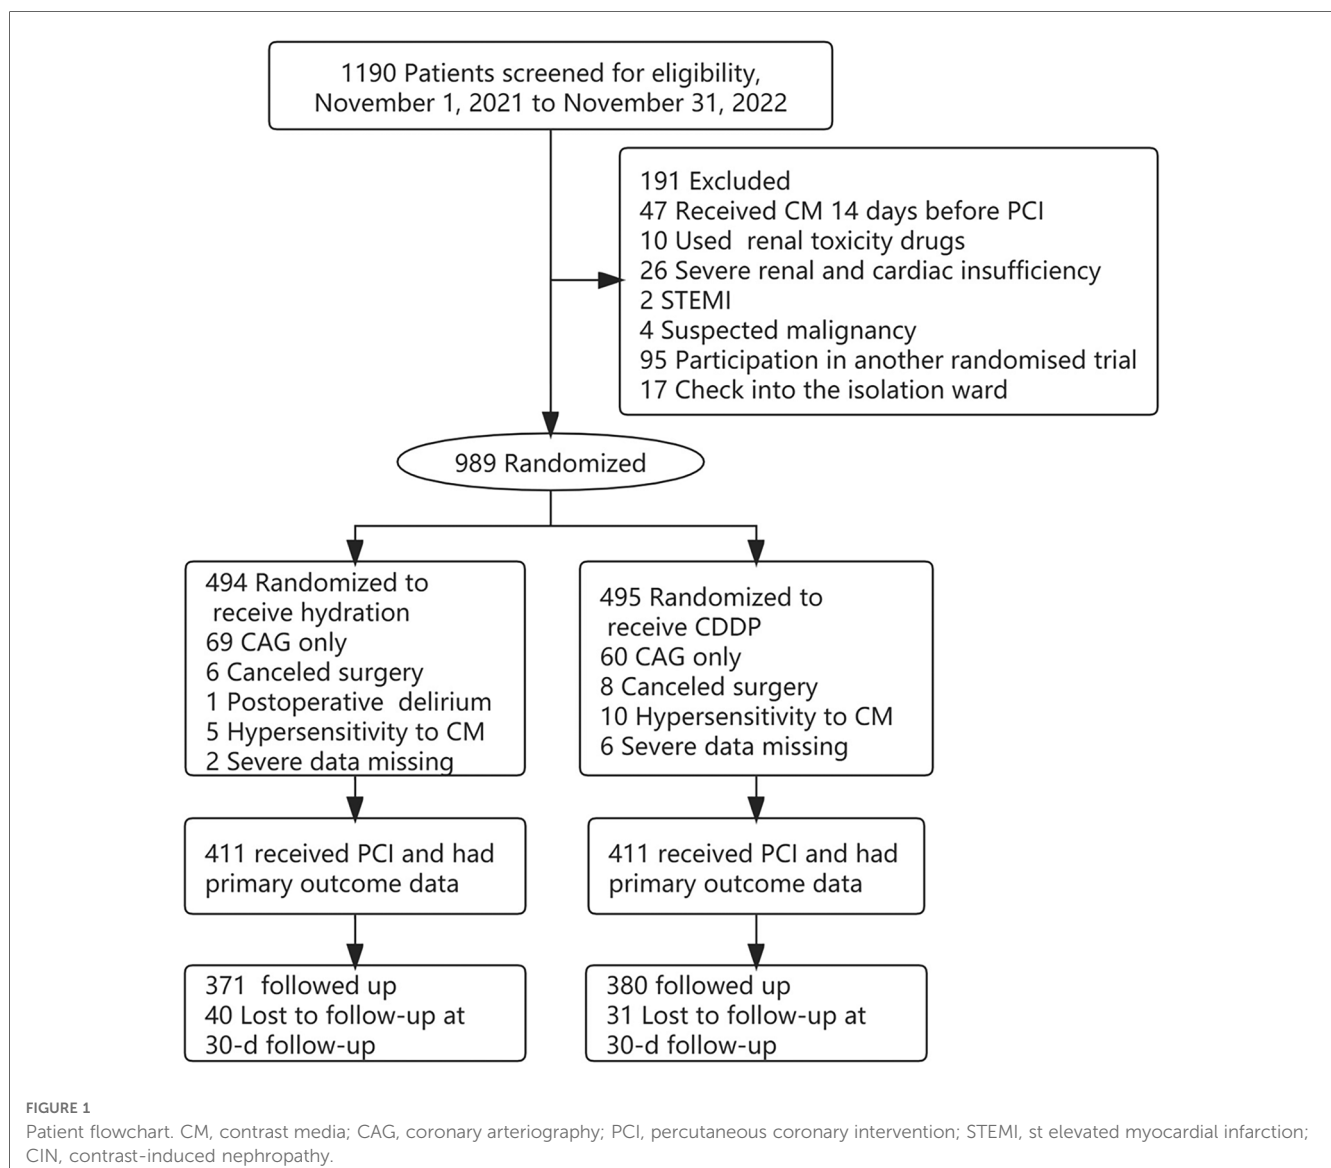 1190 Patients screened for eligibility,
November 1, 2021 to November 31, 2022
191 Excluded
47 Received CM 14 days before PCI
10 Used renal toxicity drugs
26 Severe renal and cardiac insufficiency
2 STEMI
4 Suspected malignancy
95 Participation in another randomised trial
17 Check into the isolation ward
989 Randomized
494 Randomized to
receive hydration
69 CAG only
6 Canceled surgery
1 Postoperative delirium
5 Hypersensitivity to CM
2 Severe data missing
495 Randomized to
receive CDDP
60 CAG only
8 Canceled surgery
10 Hypersensitivity to CM
6 Severe data missing
411 received PCI and had
primary outcome data
411 received PCI and had
primary outcome data
371 followed up
40 Lost to follow-up at
30-d follow-up
380 followed up
31 Lost to follow-up at
30-d follow-up
FIGURE 1
Patient flowchart. CM, contrast media; CAG, coronary arteriography; PCI, percutaneous coronary intervention; STEMI, st elevated myocardial infarction;
CIN, contrast-induced nephropathy.